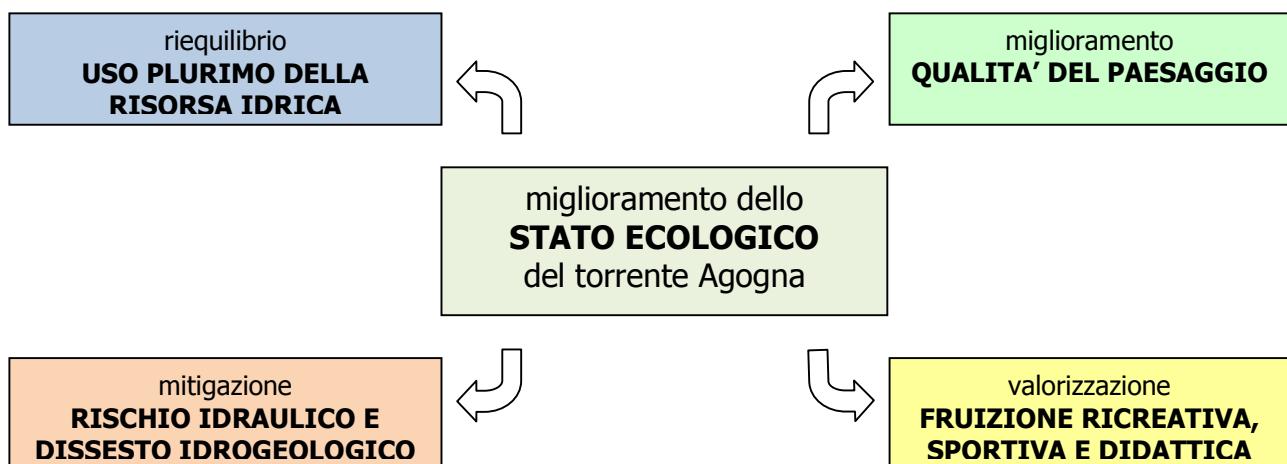 riequilibrio
USO PLURIMO DELLA
RISORSA IDRICA
miglioramento
QUALITA’ DEL PAESAGGIO
miglioramento dello
STATO ECOLOGICO
del torrente Agogna
mitigazione
RISCHIO IDRAULICO E
DISSESTO IDROGEOLOGICO
valorizzazione
FRUIZIONE RICREATIVA,
SPORTIVA E DIDATTICA